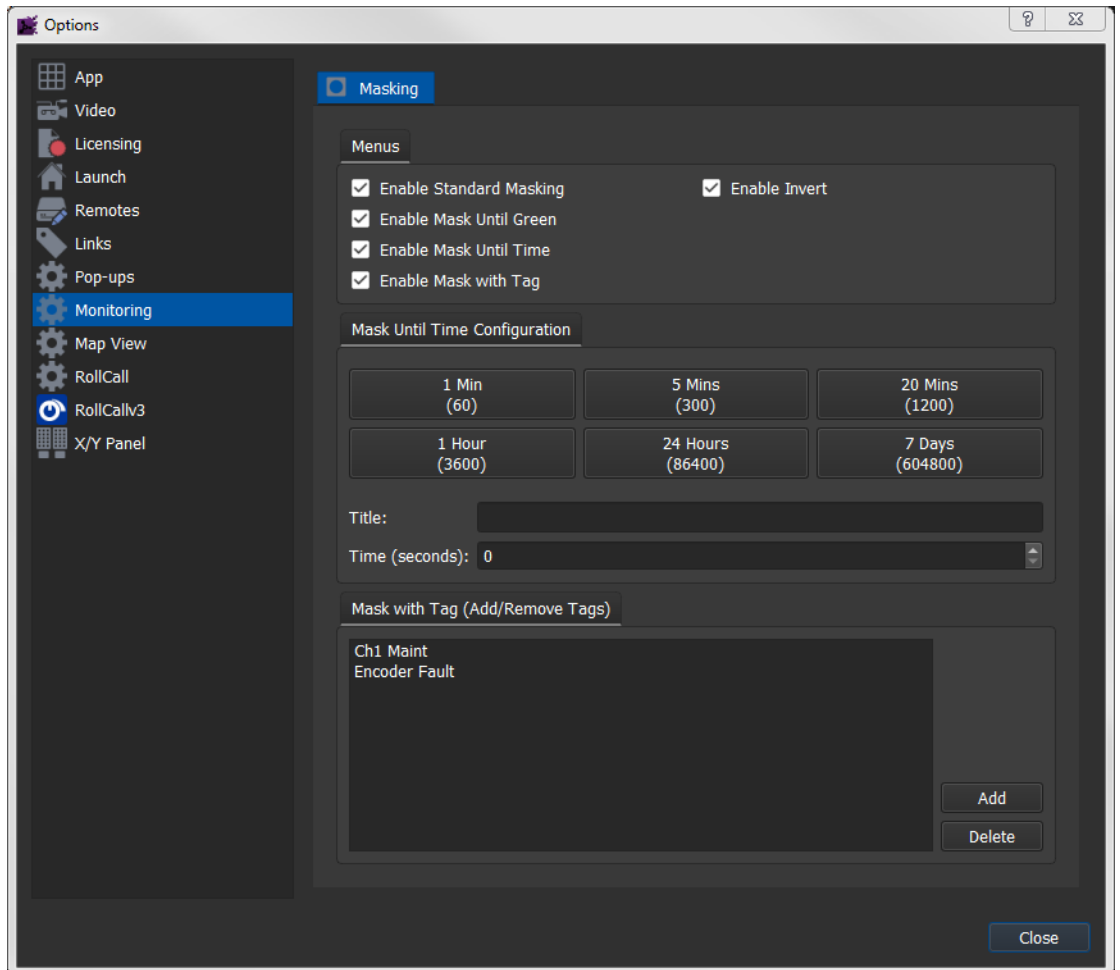 Options
App
Video
Licensing
Launch
Remotes
Links
Pop-ups
Monitoring
Map View
RollCall
RollCallv3
X/Y Panel
Masking
Menus
Enable Standard Masking
Enable Invert
Enable Mask Until Green
Enable Mask Until Time
Enable Mask with Tag
Mask Until Time Configuration
1 Min
(60)
5 Mins
(300)
20 Mins
(1200)
1 Hour
(3600)
24 Hours
(86400)
7 Days
(604800)
Title:
Time (seconds): 0
Mask with Tag (Add/Remove Tags)
Ch1 Maint
Encoder Fault
Add
Delete
Close